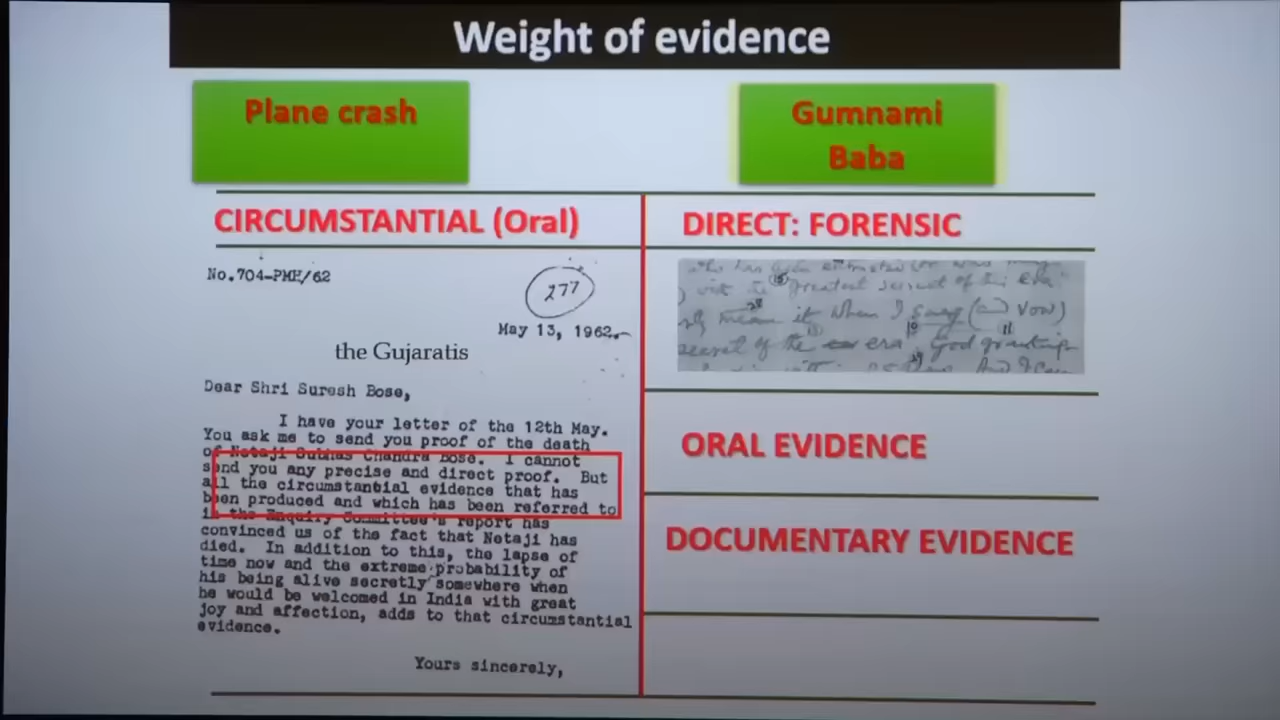 Weight of evidence
Plane crash
Gumnami
Baba
CIRCUMSTANTIAL (Oral)
No.704-PMH/62
277
May 13, 1962.
the Gujaratis
Dear Shri Suresh Bose,
I have your letter of the 12th May.
You ask me to send you proof of the death
of Netaji Subhas Chandra Bose. I cannot
send you any precise and direct proof. But
all the circumstantial evidence that has
been produced and which has been referred to
in the Enquiry Committee's report has
convinced us of the fact that Netaji has
died. In addition to this, the lapse of
time now and the extreme probability of
his being alive secretly somewhere when
he would be welcomed in India with great
joy and affection, adds to that circumstantial
evidence.
Yours sincerely,
DIRECT: FORENSIC
greatest servant of this Era
mean it when I say ( Vow)
secret of the era. God
ORAL EVIDENCE
DOCUMENTARY EVIDENCE